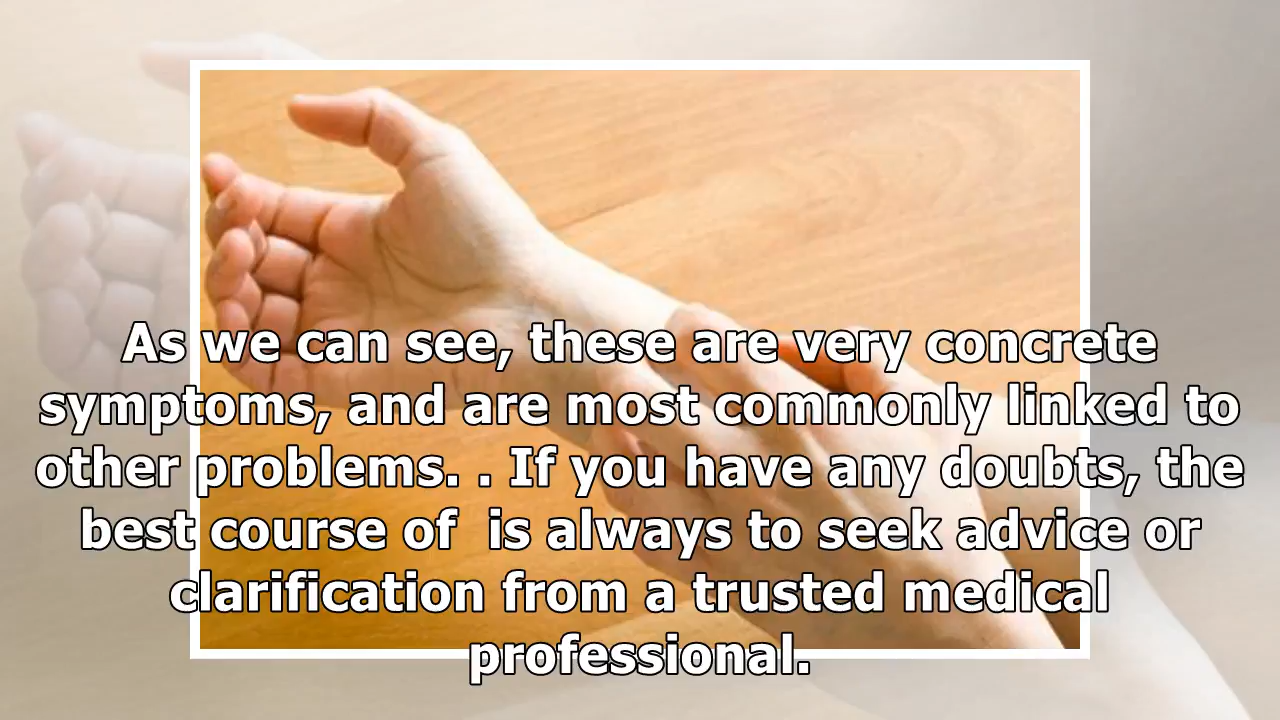 As we can see, these are very concrete
symptoms, and are most commonly linked to
other problems. . If you have any doubts, the
best course of  is always to seek advice or
clarification from a trusted medical
professional.